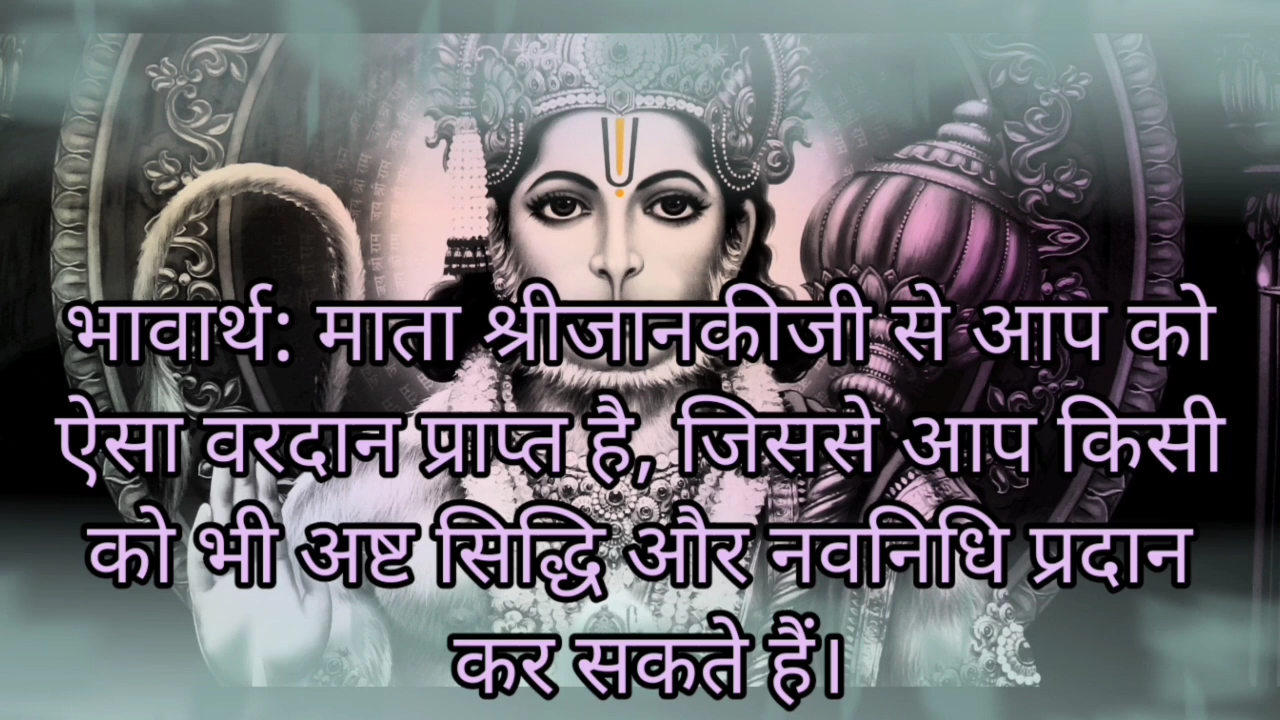 भावार्थ: माता श्रीजानकीजी से आप को
ऐसा वरदान प्राप्त है, जिससे आप किसी
को भी अष्ट सिद्धि और नवनिधि प्रदान
कर सकते हैं।